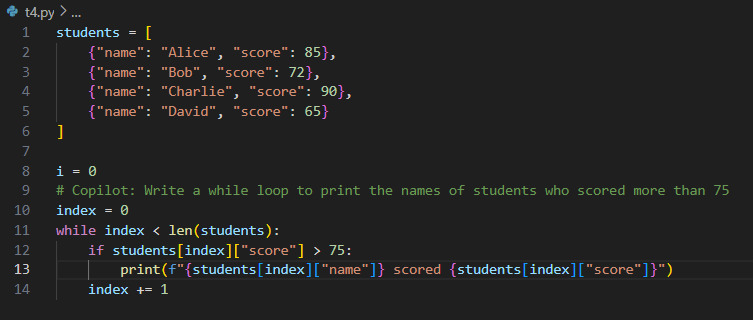 t4.py > ...
1 students = [
2     {"name": "Alice", "score": 85},
3     {"name": "Bob", "score": 72},
4     {"name": "Charlie", "score": 90},
5     {"name": "David", "score": 65}
6 ]
7
8 i = 0
9 # Copilot: Write a while loop to print the names of students who scored more than 75
10 index = 0
11 while index < len(students):
12     if students[index]["score"] > 75:
13         print(f"{students[index]["name"]} scored {students[index]["score"]}")
14     index += 1